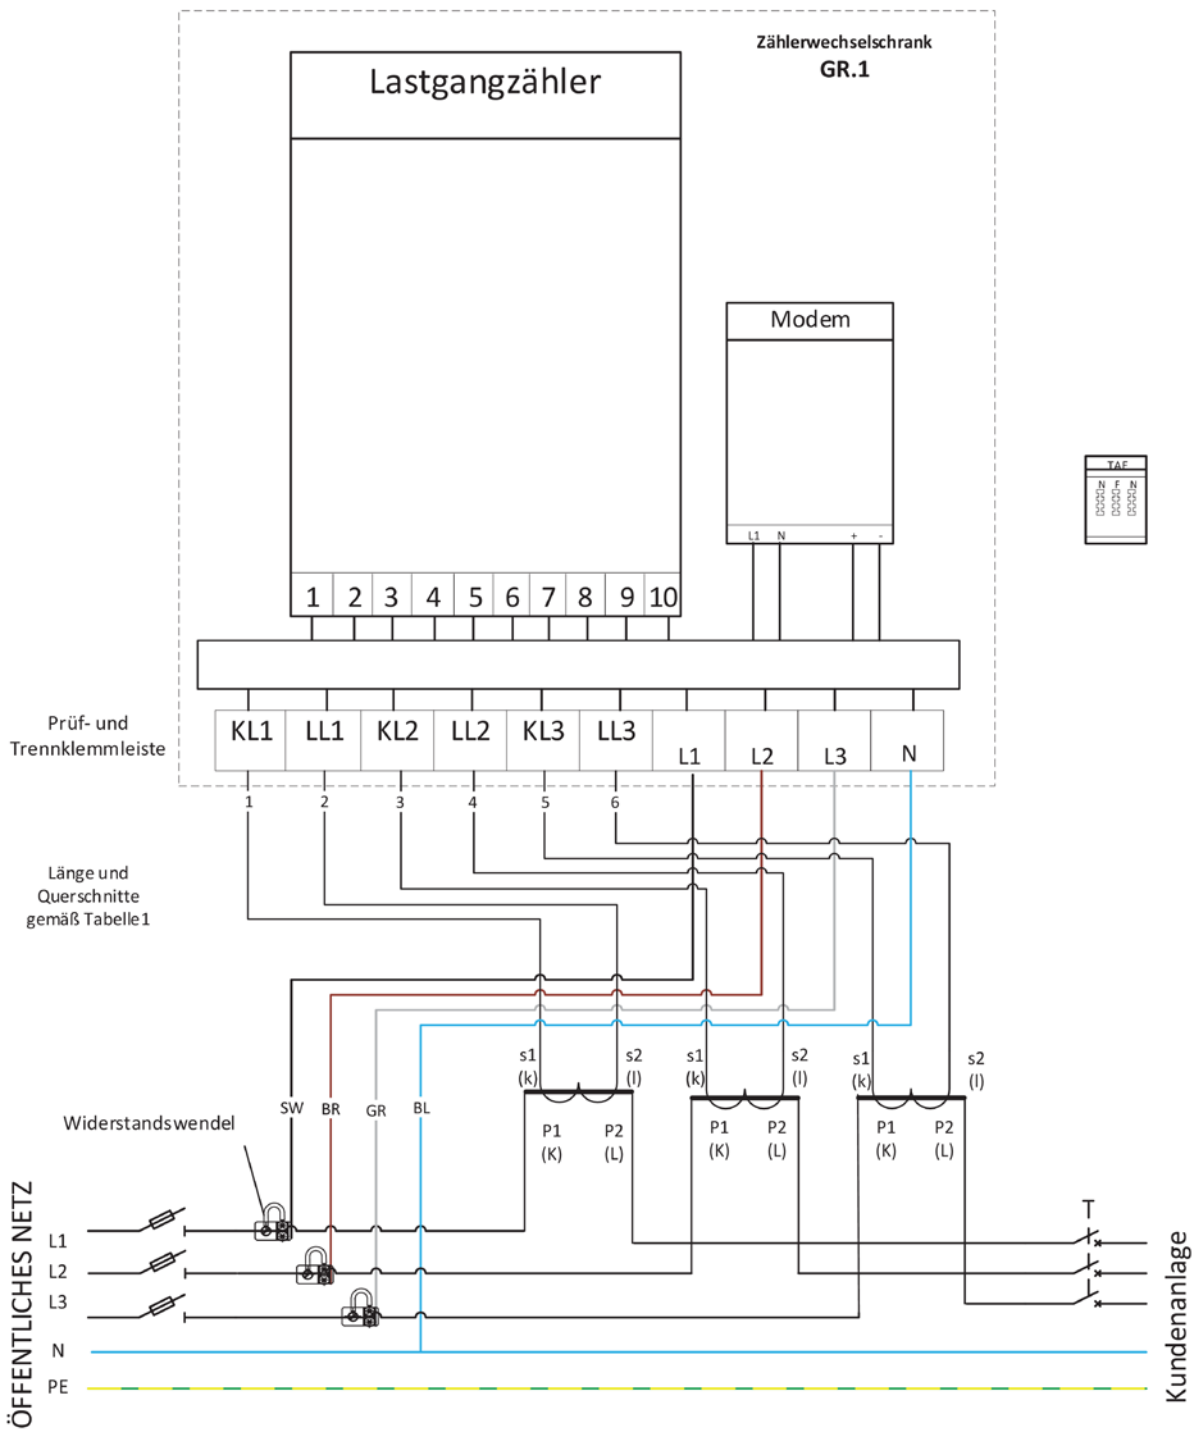 Zählerwechselschrank
GR.1
Lastgangzähler
Modem
L1 N + -
TAE
N F N
1 2 3 4 5 6 7 8 9 10
Prüf- und
Trennklemmleiste
KL1 LL1 KL2 LL2 KL3 LL3 L1 L2 L3 N
1 2 3 4 5 6
Länge und
Querschnitte
gemäß Tabelle1
s1 s2 s1 s2 s1 s2
(k) (l) (k) (l) (k) (l)
SW BR GR BL
Widerstandswendel
P1 P2 P1 P2 P1 P2
(K) (L) (K) (L) (K) (L)
ÖFFENTLICHES NETZ
L1
L2
L3
N
PE
Kundenanlage